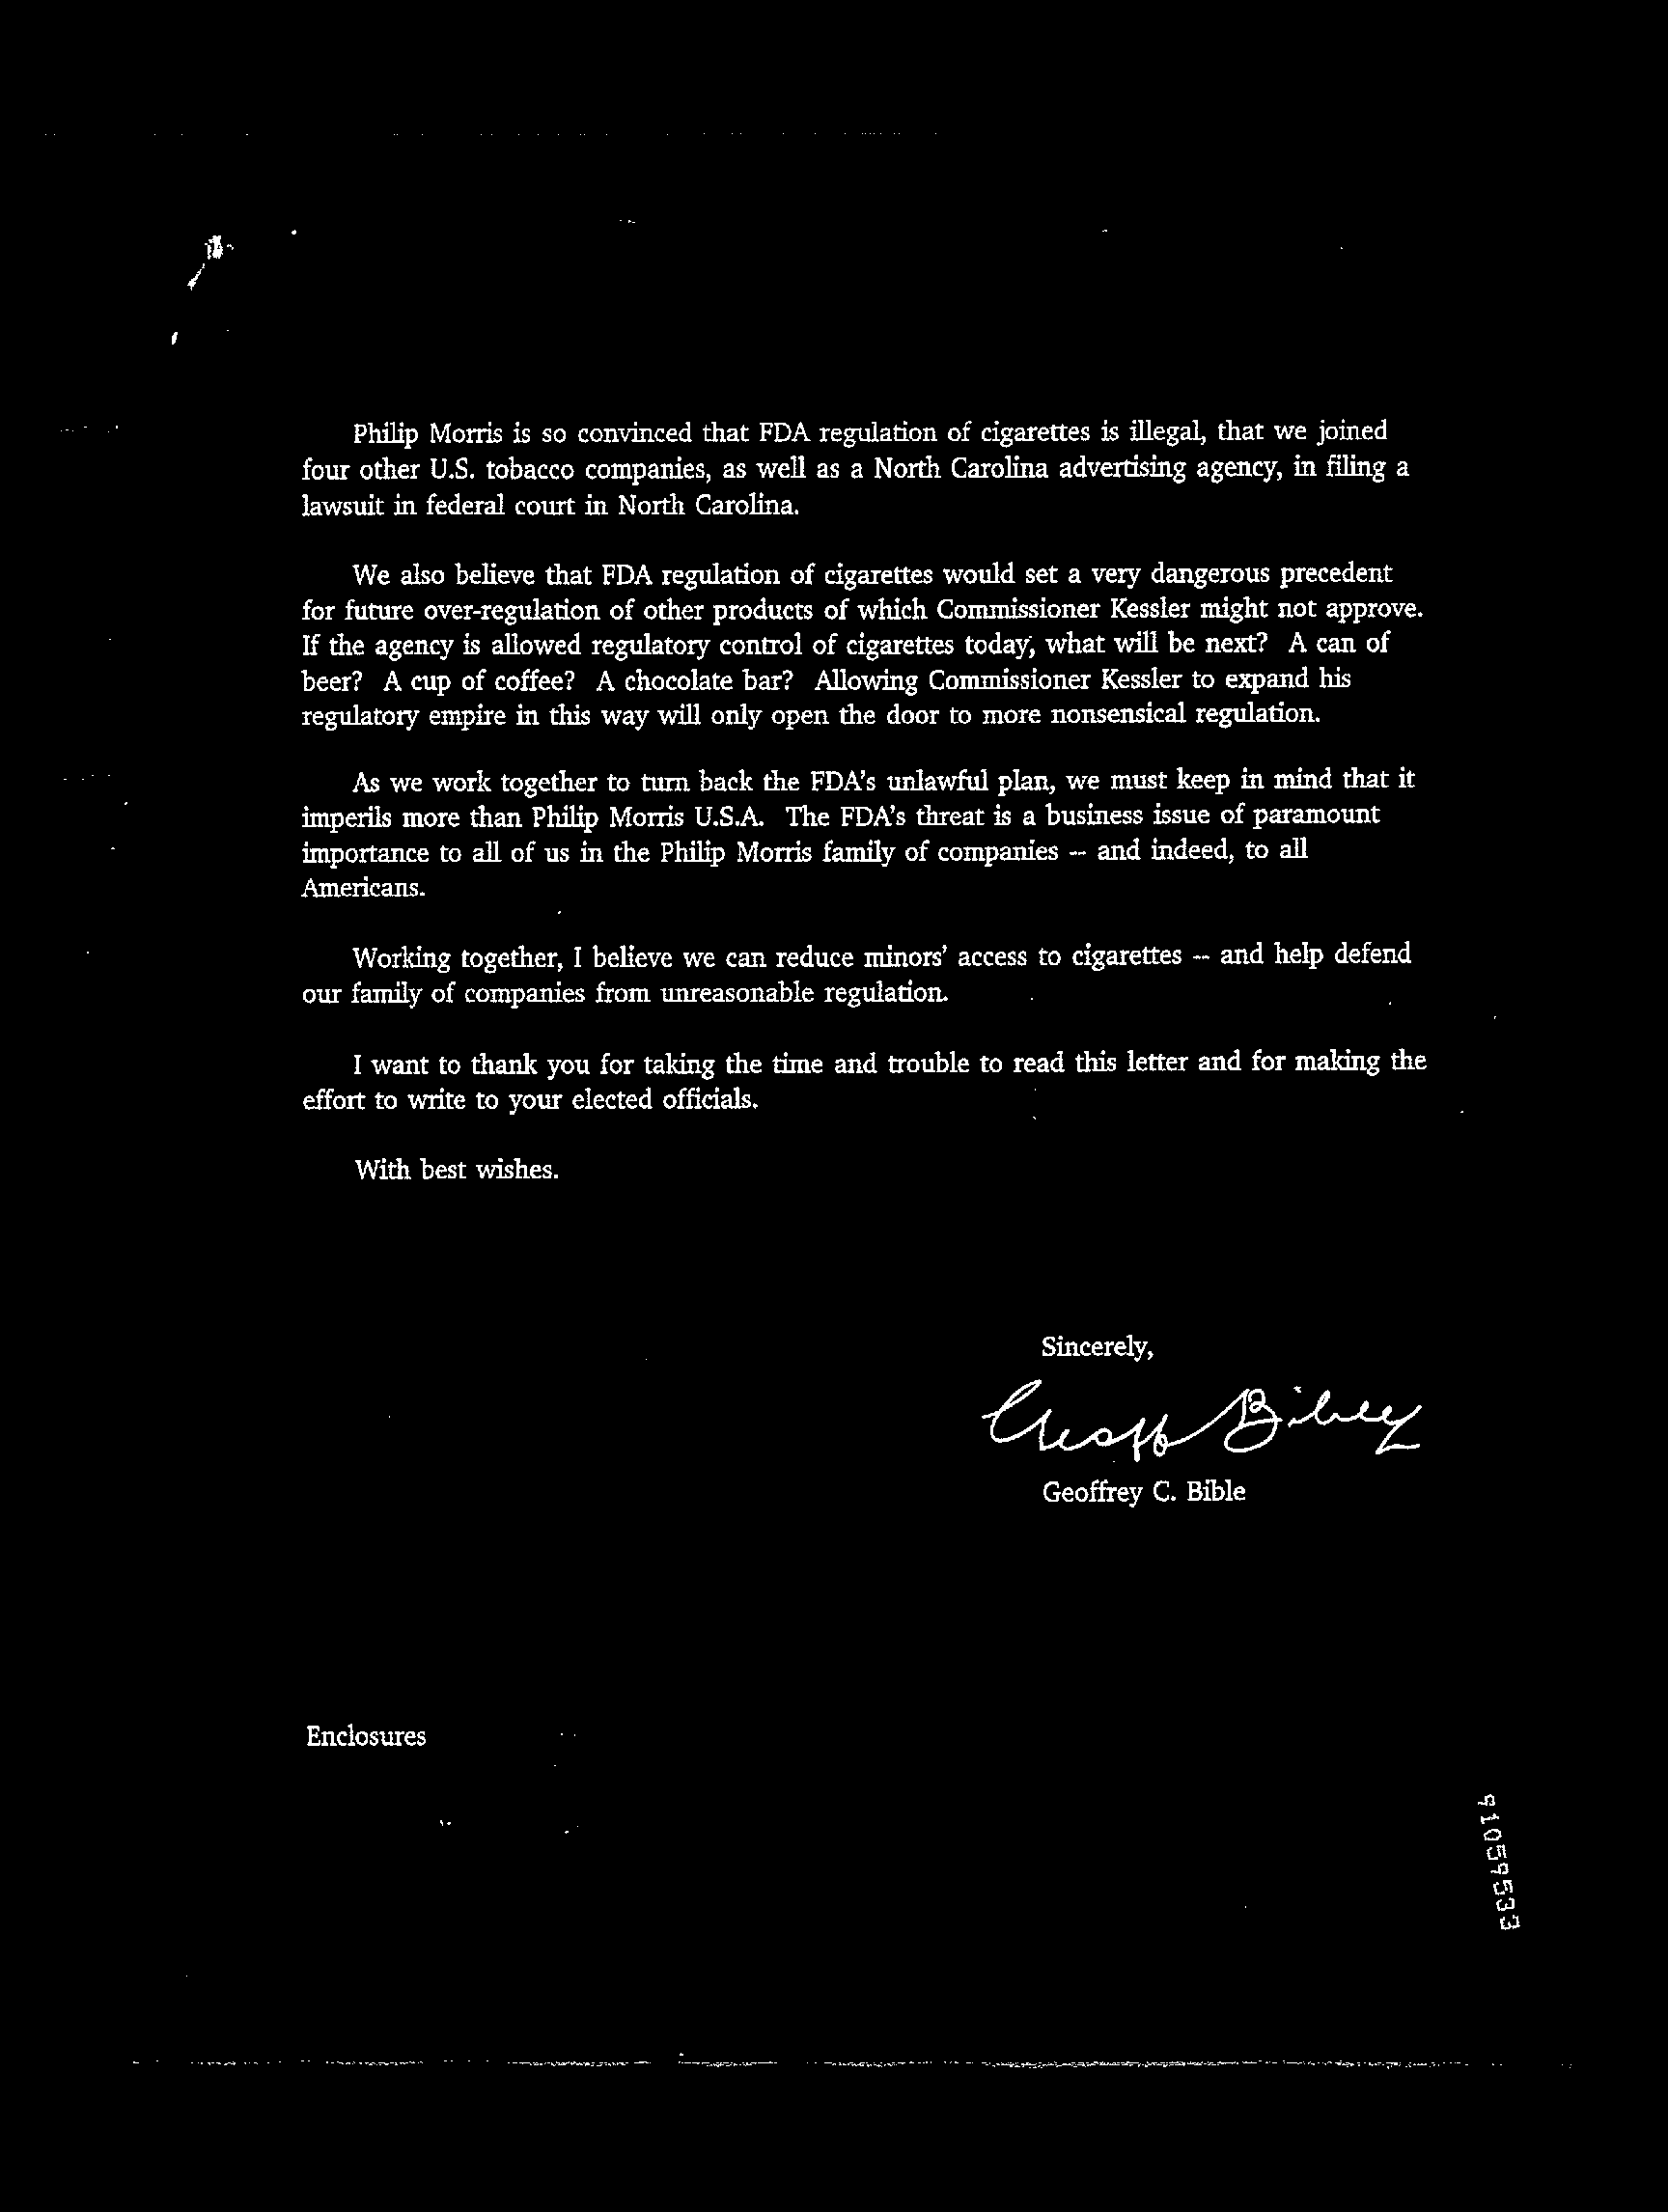 Philip Morris is so convinced that FDA regulation of cigarettes is illegal, that we joined
four other U.S. tobacco companies, as well as a North Carolina advertising agency, in filing a
lawsuit in federal court in North Carolina.
We also believe that FDA regulation of cigarettes would set a very dangerous precedent
for future over-regulation of other products of which Commissioner Kessler might not approve.
If the agency is allowed regulatory control of cigarettes today, what will be next? A can of
beer? A cup of coffee? A chocolate bar? Allowing Commissioner Kessler to expand his
regulatory empire in this way will only open the door to more nonsensical regulation.
As we work together to turn back the FDA's unlawful plan, we must keep in mind that it
imperils more than Philip Morris U.S.A. The FDA's threat is a business issue of paramount
importance to all of us in the Philip Morris family of companies -- and indeed, to all
Americans.
Working together, I believe we can reduce minors' access to cigarettes -- and help defend
our family of companies from unreasonable regulation.
I want to thank you for taking the time and trouble to read this letter and for making the
effort to write to your elected officials.
With best wishes.
Sincerely,
Geoff Bible
Geoffrey C. Bible
Enclosures
91059533